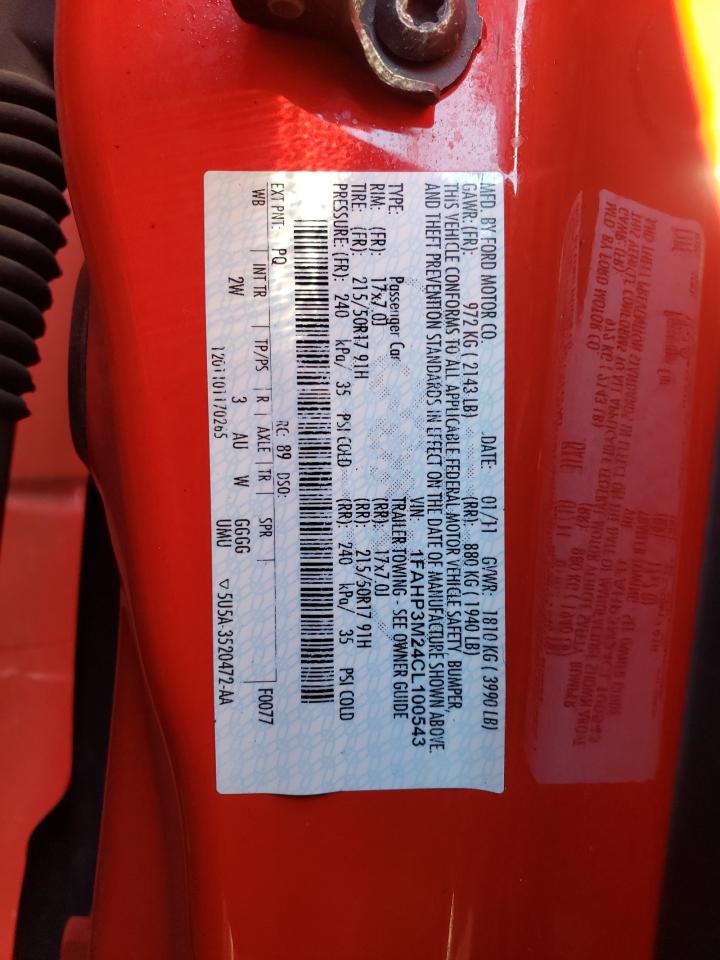 MFD. BY FORD MOTOR CO. DATE: 01/11 GVWR: 1810 KG ( 3990 LB)
GAWR: (FR): 972 KG ( 2143 LB) (RR): 880 KG ( 1940 LB)
THIS VEHICLE CONFORMS TO ALL APPLICABLE FEDERAL MOTOR VEHICLE SAFETY, BUMPER,
AND THEFT PREVENTION STANDARDS IN EFFECT ON THE DATE OF MANUFACTURE SHOWN ABOVE.
VIN: 1FAHP3M24CL106543
TYPE: Passenger Car TRAILER TOWING - SEE OWNER GUIDE
RIM: (FR): 17x7.0J (RR): 17x7.0J
TIRE: (FR): 215/50R17 91H (RR): 215/50R17 91H
PRESSURE: (FR): 240 kPa/ 35 PSI COLD (RR): 240 kPa/ 35 PSI COLD
RC: 89 DSO: F0077
EXT PNT: PQ INT TR TP/PS R AXLE TR SPR
WB 2W 3 AU W GGGG
UMU ▽5U5A-3520472-AA
1201101170265